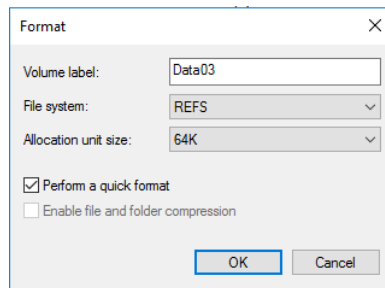 Format
Volume label:
Data03
File system:
REFS
Allocation unit size:
64K
Perform a quick format
Enable file and folder compression
OK
Cancel